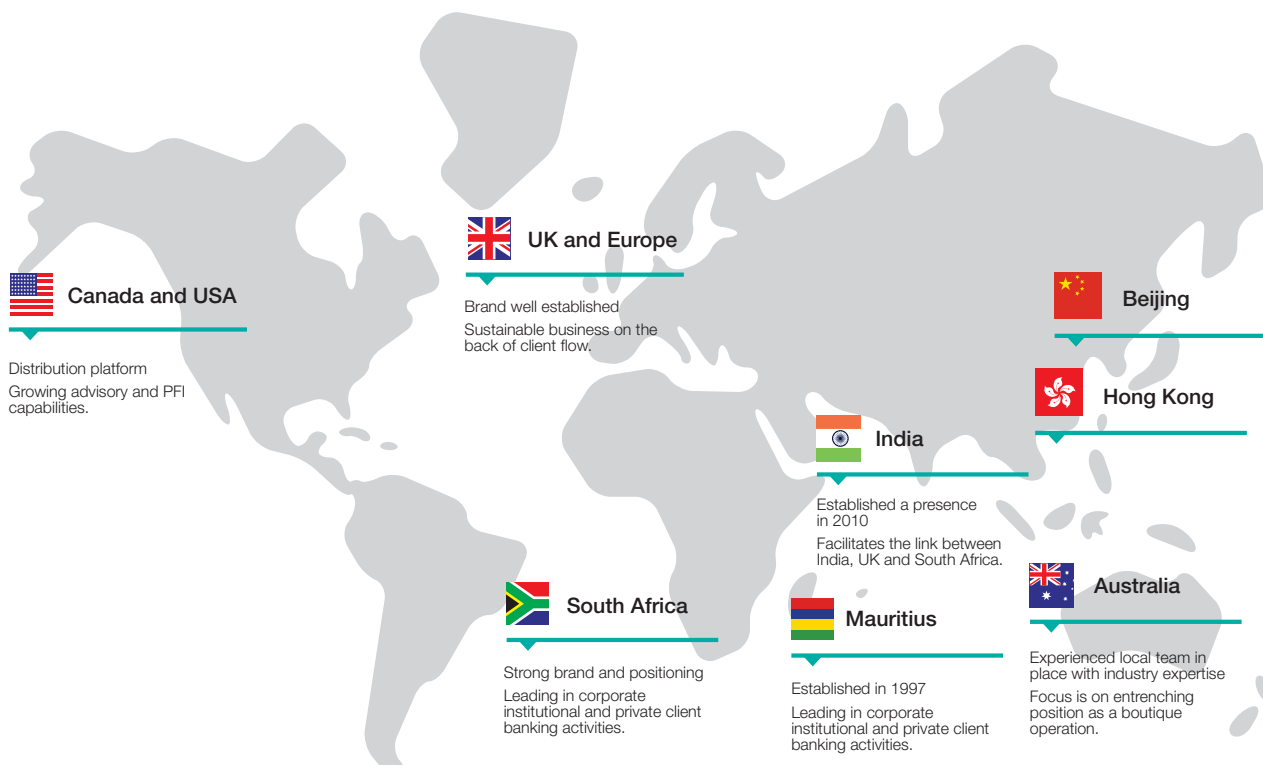 UK and Europe
Brand well established
Sustainable business on the
back of client flow.
Canada and USA
Distribution platform
Growing advisory and PFI
capabilities.
Beijing
Hong Kong
India
Established a presence
in 2010
Facilitates the link between
India, UK and South Africa.
South Africa
Strong brand and positioning
Leading in corporate
institutional and private client
banking activities.
Mauritius
Established in 1997
Leading in corporate
institutional and private client
banking activities.
Australia
Experienced local team in
place with industry expertise
Focus is on entrenching
position as a boutique
operation.